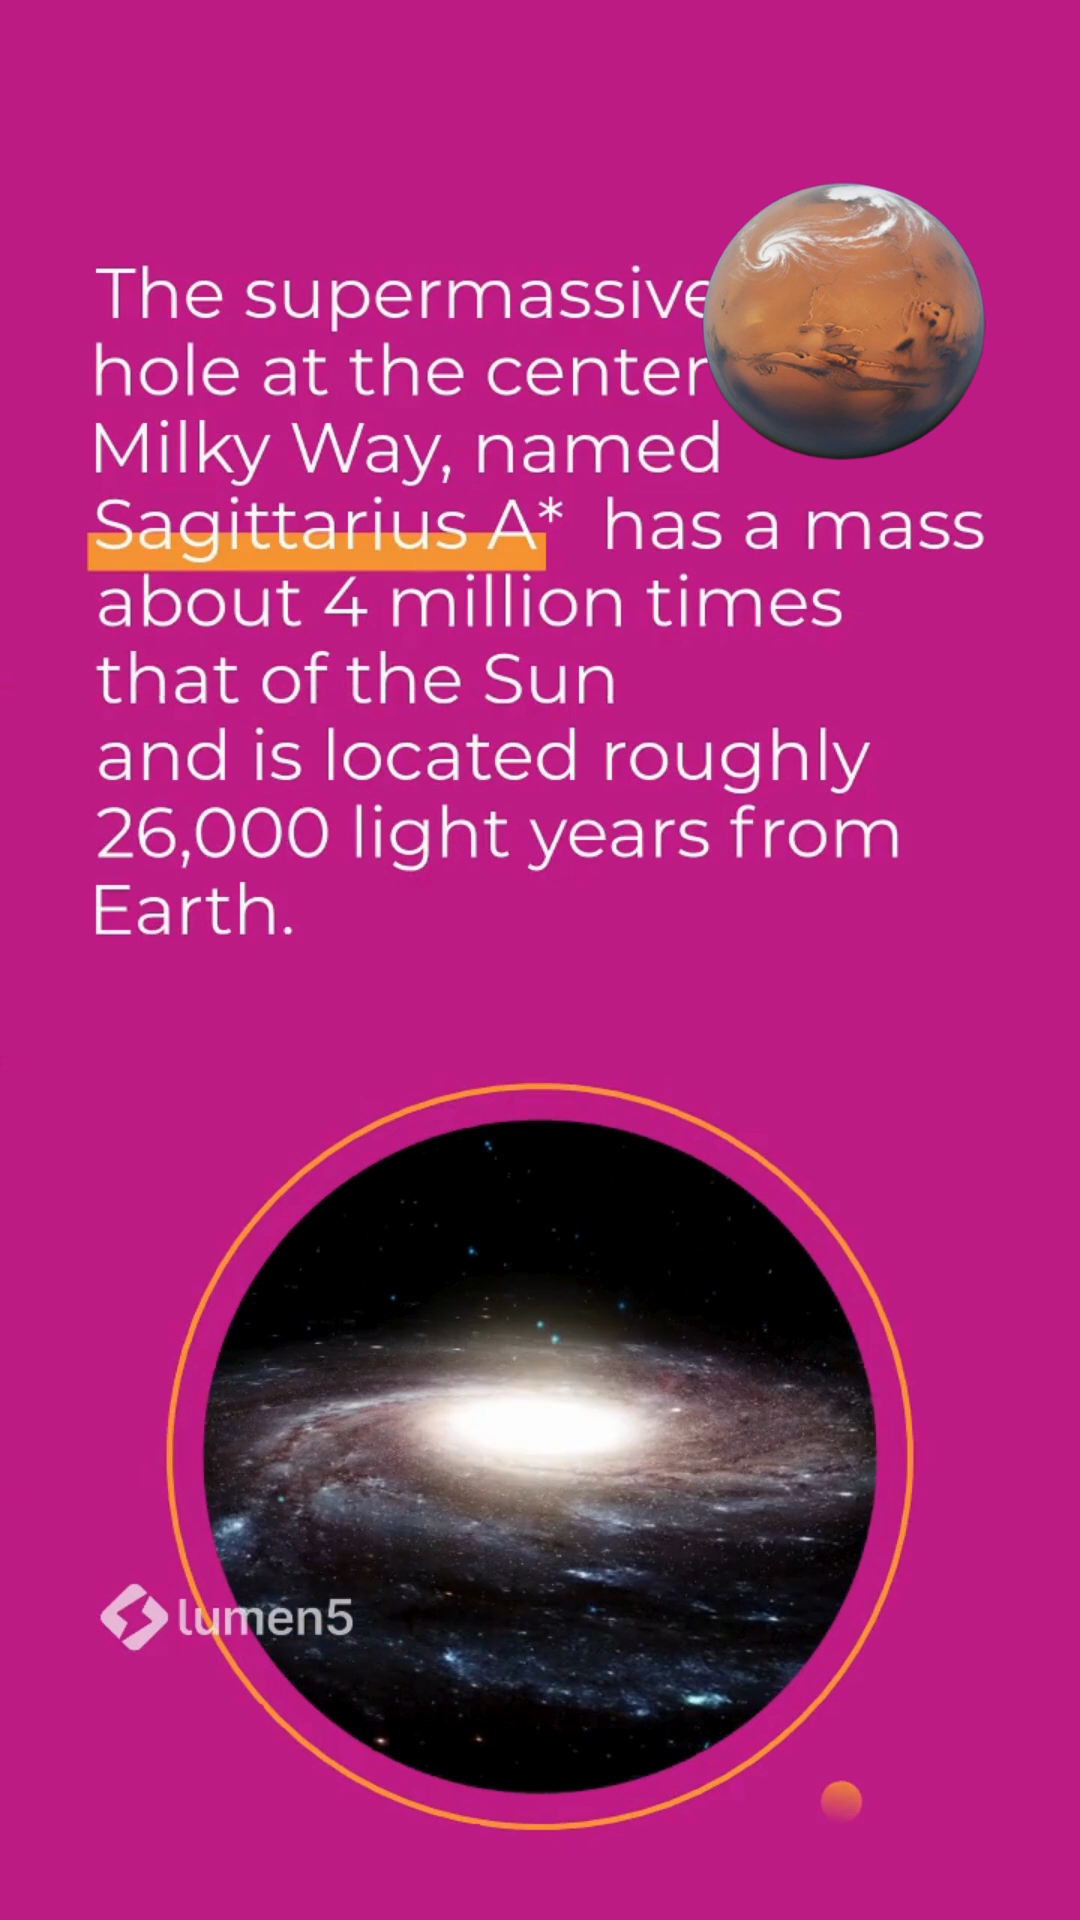 The supermassive
hole at the center
Milky Way, named
Sagittarius A* has a mass
about 4 million times
that of the Sun
and is located roughly
26,000 light years from
Earth.
lumen5